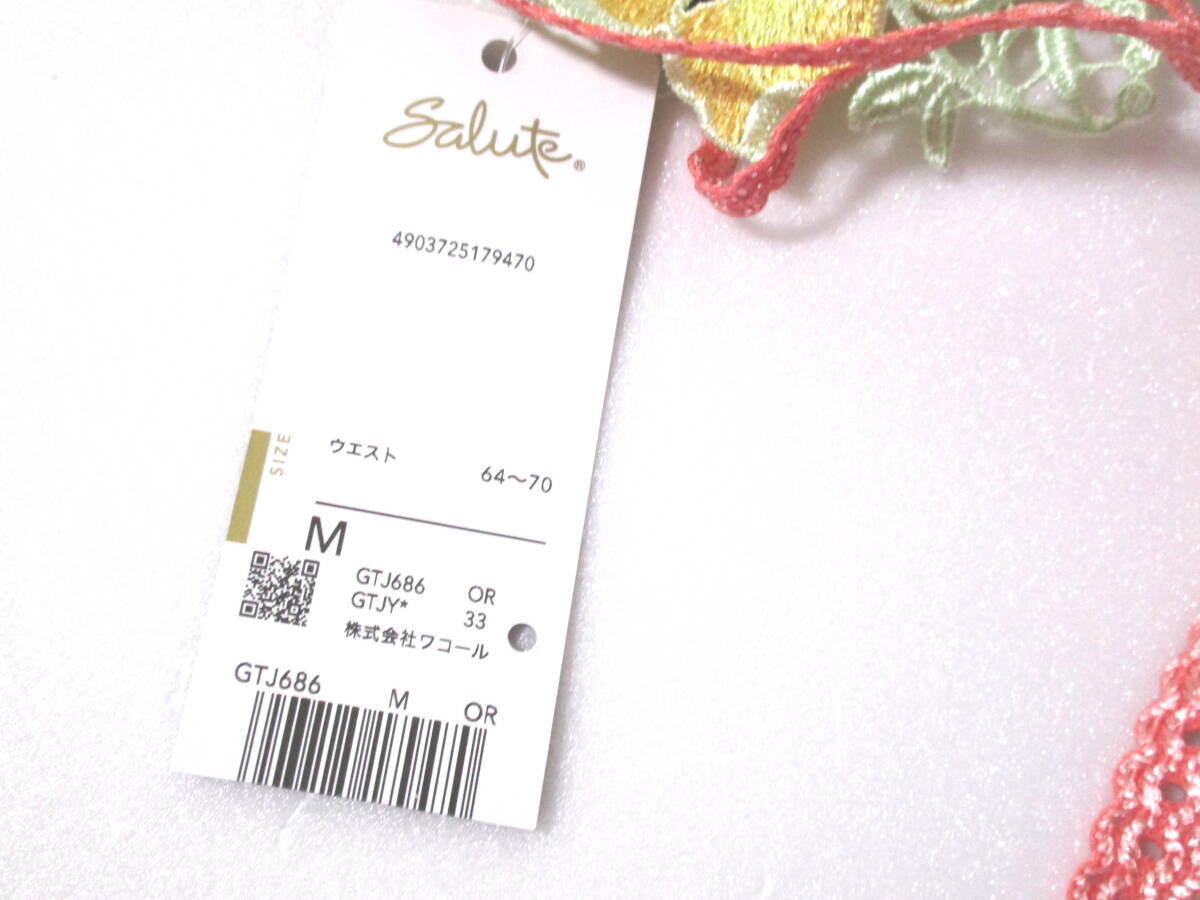 Salute®
4903725179470
SIZE
ウエスト 64～70
M
GTJ686 OR
GTJY* 33
株式会社ワコール
GTJ686 M OR